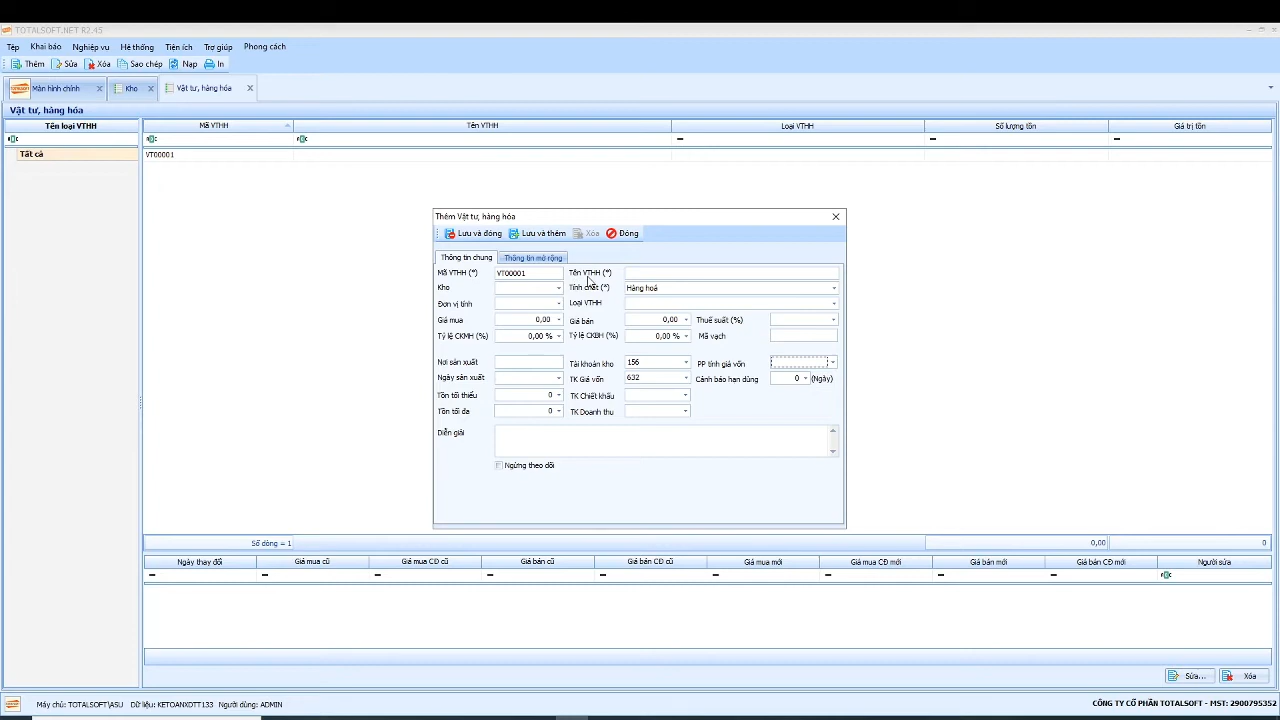 TOTALSOFT.NET R2.45
Tệp Khai báo Nghiệp vụ Hệ thống Tiện ích Trợ giúp Phong cách
Thêm Sửa Xóa Sao chép Nạp In
Màn hình chính Kho Vật tư, hàng hóa
Vật tư, hàng hóa
Tên loại VTHH Mã VTHH Tên VTHH Loại VTHH Số lượng tồn Giá trị tồn
Tất cả VT00001
Thêm Vật tư, hàng hóa
Lưu và đóng Lưu và thêm Xóa Đóng
Thông tin chung Thông tin mở rộng
Mã VTHH (*) VT00001 Tên VTHH (*)
Kho Tính chất (*) Hàng hoá
Đơn vị tính Loại VTHH
Giá mua 0,00 Giá bán 0,00 Thuế suất (%)
Tỷ lệ CKMH (%) 0,00 % Tỷ lệ CKBH (%) 0,00 % Mã vạch
Nơi sản xuất Tài khoản kho 156 PP tính giá vốn
Ngày sản xuất TK Giá vốn 632 Cảnh báo hạn dùng 0 (Ngày)
Tồn tối thiểu 0 TK Chiết khấu
Tồn tối đa 0 TK Doanh thu
Diễn giải
Ngừng theo dõi
Số dòng = 1 0,00 0
Ngày thay đổi Giá mua cũ Giá mua CĐ cũ Giá bán cũ Giá bán CĐ cũ Giá mua mới Giá mua CĐ mới Giá bán mới Giá bán CĐ mới Người sửa
Sửa... Xóa
Máy chủ: TOTALSOFT\ASU Dữ liệu: KETOANXDTT133 Người dùng: ADMIN CÔNG TY CỔ PHẦN TOTALSOFT - MST: 2900795352